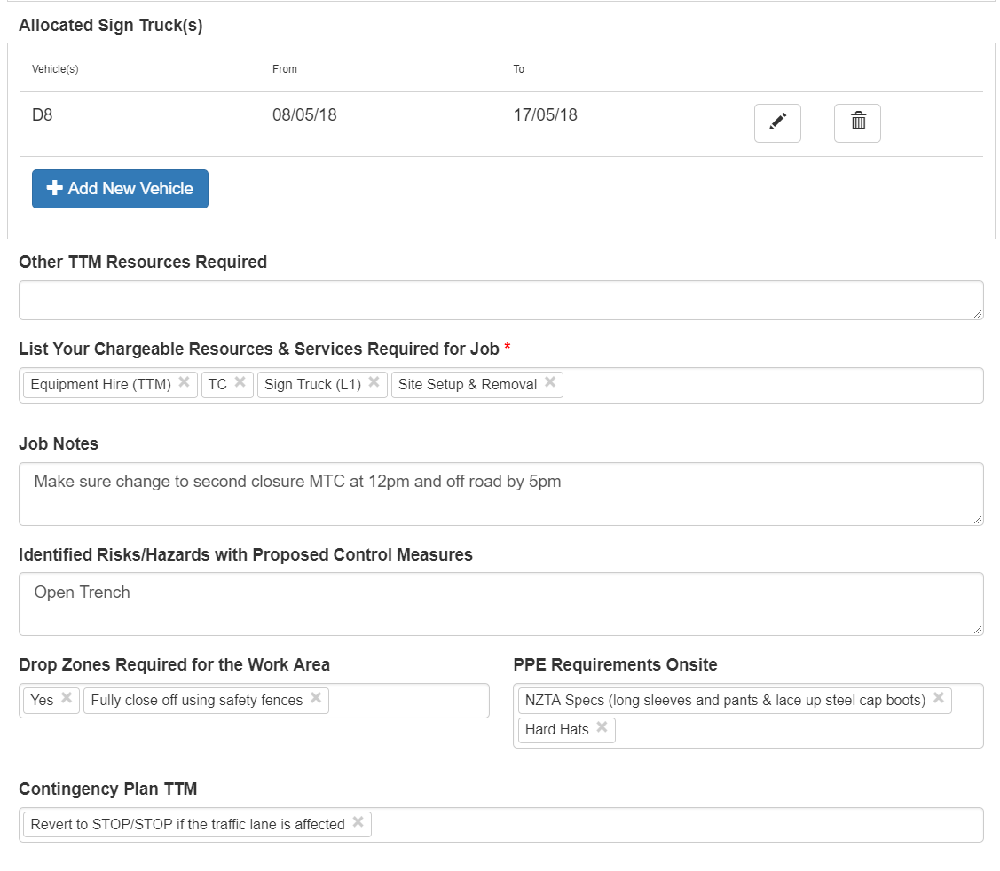 Allocated Sign Truck(s)
Vehicle(s) From To
D8 08/05/18 17/05/18
Add New Vehicle
Other TTM Resources Required
List Your Chargeable Resources & Services Required for Job *
Equipment Hire (TTM) × TC × Sign Truck (L1) × Site Setup & Removal ×
Job Notes
Make sure change to second closure MTC at 12pm and off road by 5pm
Identified Risks/Hazards with Proposed Control Measures
Open Trench
Drop Zones Required for the Work Area
Yes × Fully close off using safety fences ×
PPE Requirements Onsite
NZTA Specs (long sleeves and pants & lace up steel cap boots) ×
Hard Hats ×
Contingency Plan TTM
Revert to STOP/STOP if the traffic lane is affected ×